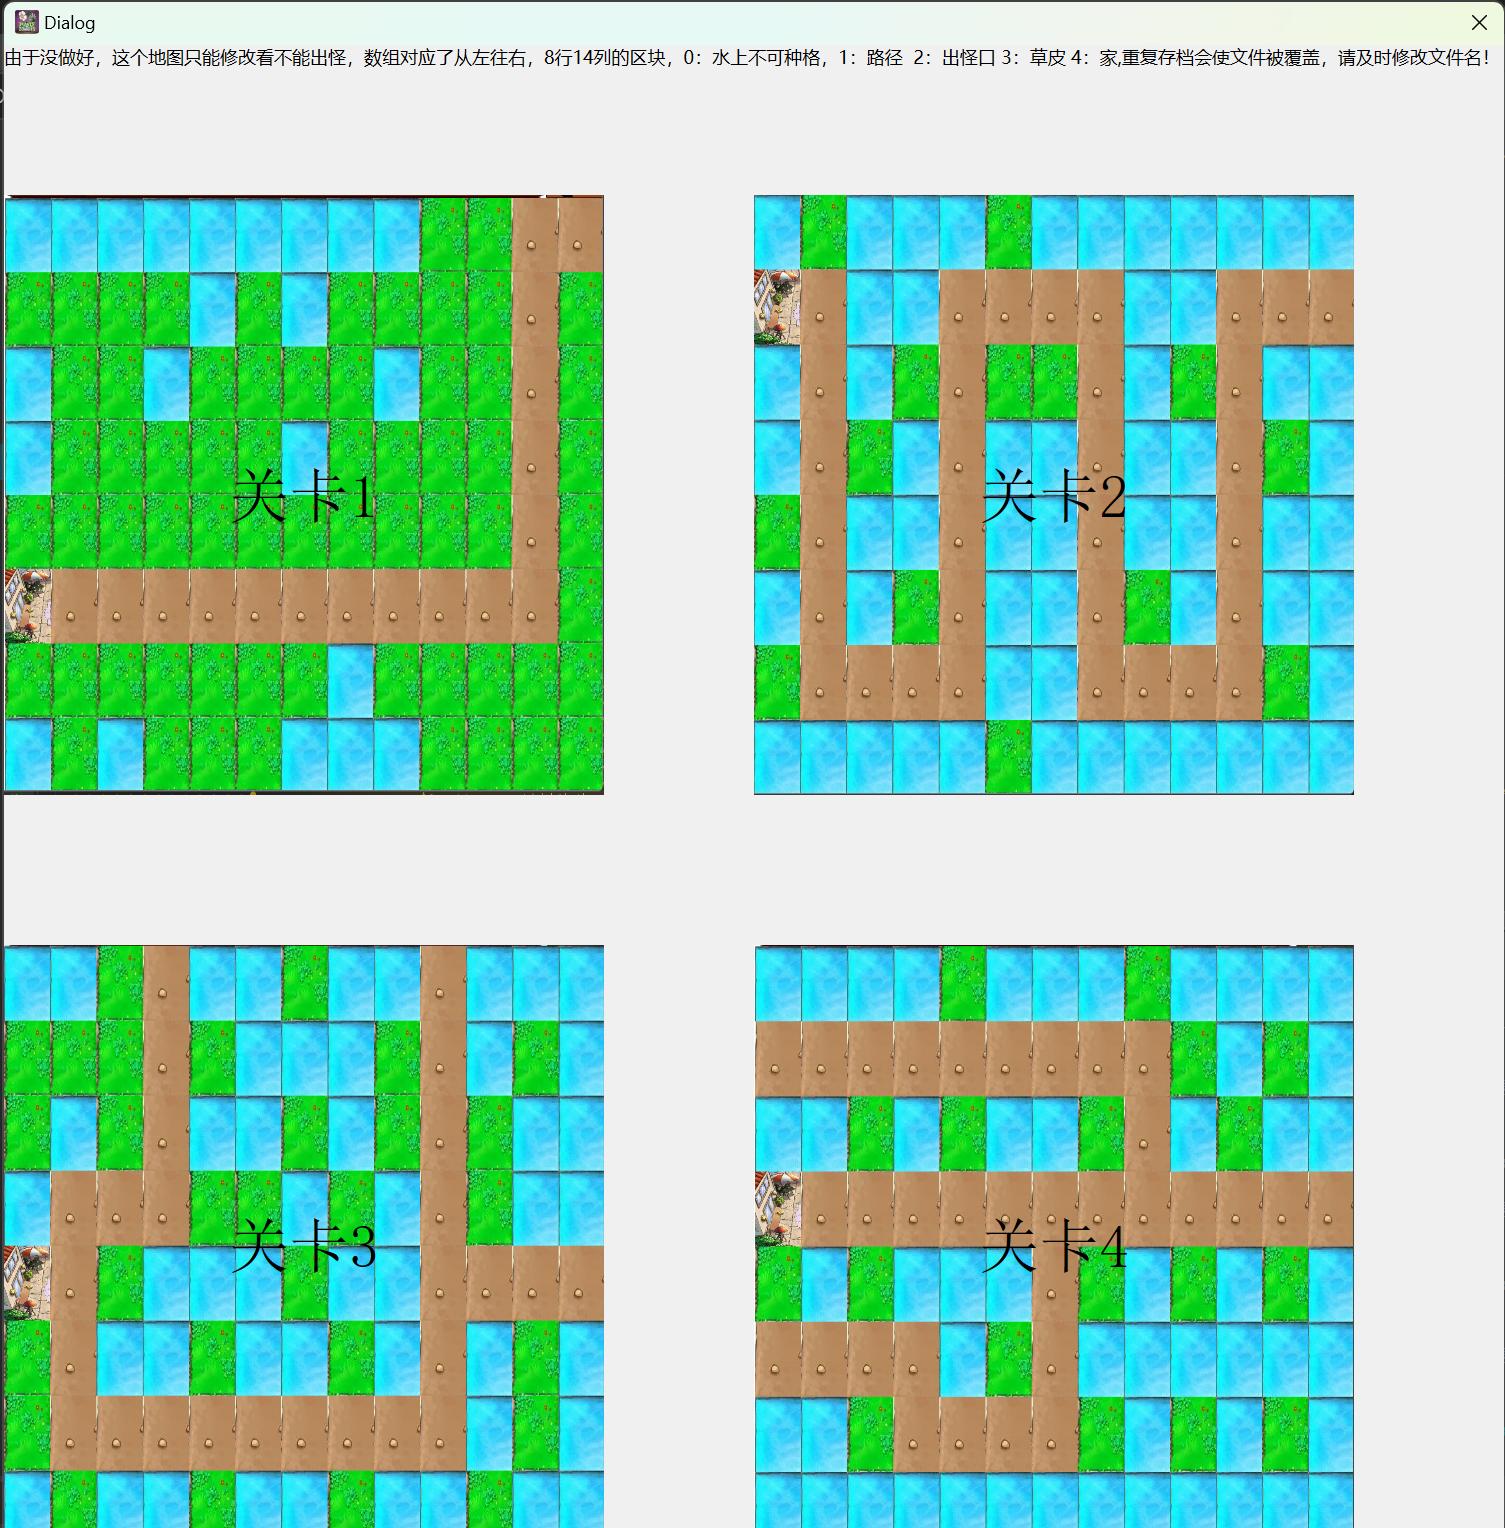 Dialog
由于没做好，这个地图只能修改看不能出怪，数组对应了从左往右，8行14列的区块，0：水上不可种格，1：路径 2：出怪口 3：草皮 4：家,重复存档会使文件被覆盖，请及时修改文件名！
关卡1
关卡2
关卡3
关卡4